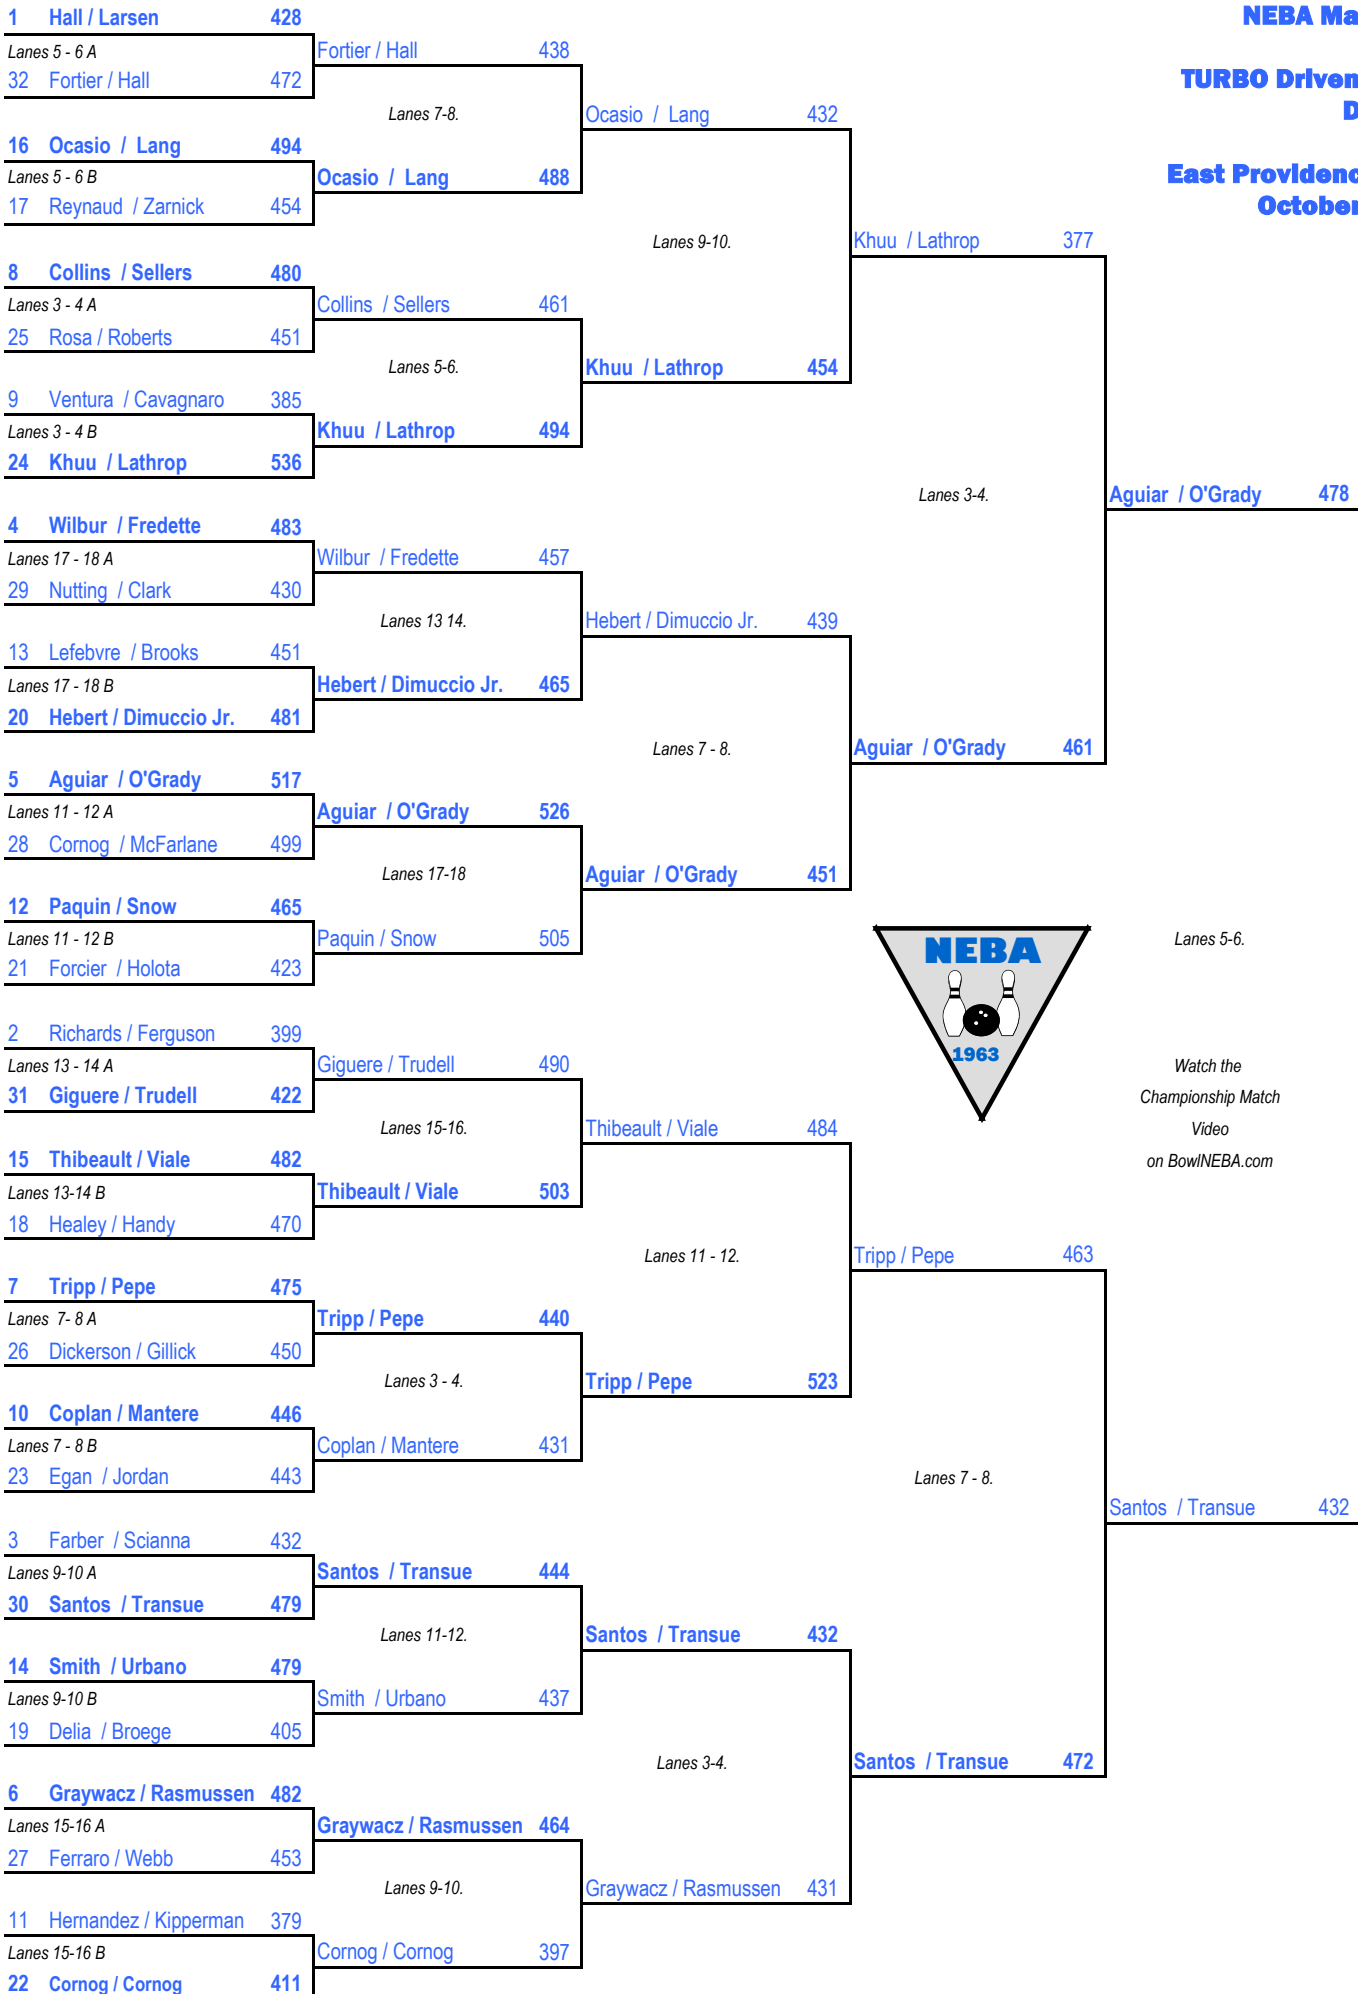 1 Hall / Larsen 428
Lanes 5 - 6 A
32 Fortier / Hall 472
16 Ocasio / Lang 494
Lanes 5 - 6 B
17 Reynaud / Zarnick 454
8 Collins / Sellers 480
Lanes 3 - 4 A
25 Rosa / Roberts 451
9 Ventura / Cavagnaro 385
Lanes 3 - 4 B
24 Khuu / Lathrop 536
4 Wilbur / Fredette 483
Lanes 17 - 18 A
29 Nutting / Clark 430
13 Lefebvre / Brooks 451
Lanes 17 - 18 B
20 Hebert / Dimuccio Jr. 481
5 Aguiar / O'Grady 517
Lanes 11 - 12 A
28 Cornog / McFarlane 499
12 Paquin / Snow 465
Lanes 11 - 12 B
21 Forcier / Holota 423
2 Richards / Ferguson 399
Lanes 13 - 14 A
31 Giguere / Trudell 422
15 Thibeault / Viale 482
Lanes 13-14 B
18 Healey / Handy 470
7 Tripp / Pepe 475
Lanes 7- 8 A
26 Dickerson / Gillick 450
10 Coplan / Mantere 446
Lanes 7 - 8 B
23 Egan / Jordan 443
3 Farber / Scianna 432
Lanes 9-10 A
30 Santos / Transue 479
14 Smith / Urbano 479
Lanes 9-10 B
19 Delia / Broege 405
6 Graywacz / Rasmussen 482
Lanes 15-16 A
27 Ferraro / Webb 453
11 Hernandez / Kipperman 379
Lanes 15-16 B
22 Cornog / Cornog 411
Fortier / Hall 438
Lanes 7-8.
Ocasio / Lang 488
Collins / Sellers 461
Lanes 5-6.
Khuu / Lathrop 494
Wilbur / Fredette 457
Lanes 13 14.
Hebert / Dimuccio Jr. 465
Aguiar / O'Grady 526
Lanes 17-18
Paquin / Snow 505
Giguere / Trudell 490
Lanes 15-16.
Thibeault / Viale 503
Tripp / Pepe 440
Lanes 3 - 4.
Coplan / Mantere 431
Santos / Transue 444
Lanes 11-12.
Smith / Urbano 437
Graywacz / Rasmussen 464
Lanes 9-10.
Cornog / Cornog 397
Ocasio / Lang 432
Lanes 9-10.
Khuu / Lathrop 454
Hebert / Dimuccio Jr. 439
Lanes 7 - 8.
Aguiar / O'Grady 451
Thibeault / Viale 484
Lanes 11 - 12.
Tripp / Pepe 523
Santos / Transue 432
Lanes 3-4.
Graywacz / Rasmussen 431
Khuu / Lathrop 377
Lanes 3-4.
Aguiar / O'Grady 461
Tripp / Pepe 463
Lanes 7 - 8.
Santos / Transue 472
NEBA Ma
TURBO Driven
D
East Providenc
October
Aguiar / O'Grady 478
Lanes 5-6.
NEBA
1963
Watch the
Championship Match
Video
on BowlNEBA.com
Santos / Transue 432